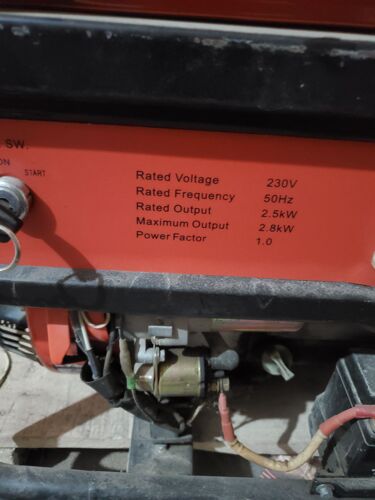 SW.
ON
START
Rated Voltage 230V
Rated Frequency 50Hz
Rated Output 2.5kW
Maximum Output 2.8kW
Power Factor 1.0